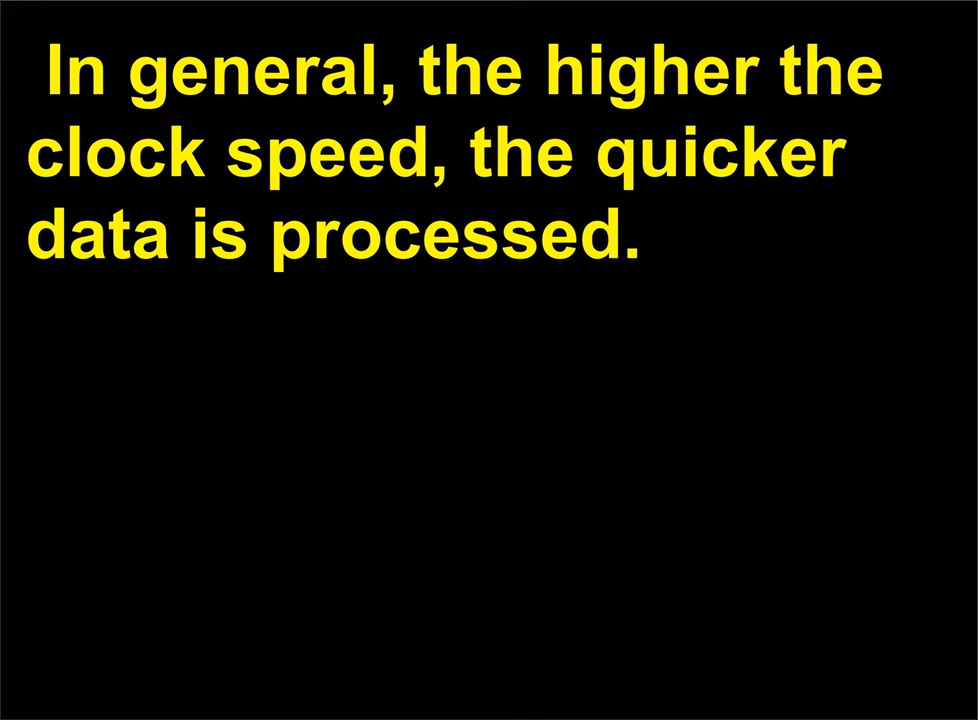 In general, the higher the
clock speed, the quicker
data is processed.